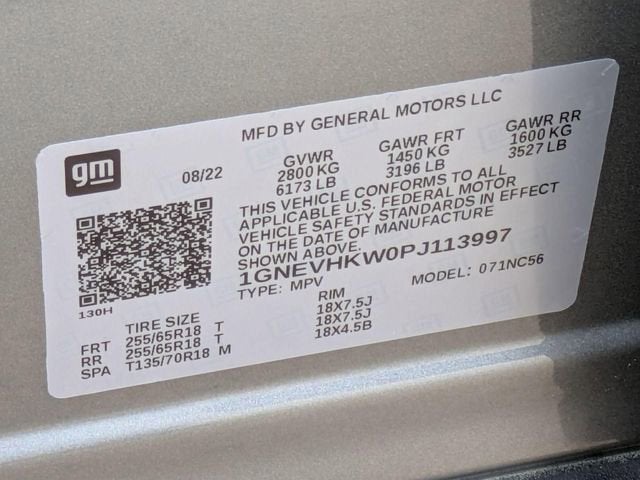 MFD BY GENERAL MOTORS LLC
gm
08/22
GVWR GAWR FRT GAWR RR
2800 KG 1450 KG 1600 KG
6173 LB 3196 LB 3527 LB
THIS VEHICLE CONFORMS TO ALL
APPLICABLE U.S. FEDERAL MOTOR
VEHICLE SAFETY STANDARDS IN EFFECT
ON THE DATE OF MANUFACTURE
SHOWN ABOVE.
1GNEVHKW0PJ113997
TYPE: MPV MODEL: 071NC56
130H
TIRE SIZE RIM
FRT 255/65R18 T 18X7.5J
RR 255/65R18 T 18X7.5J
SPA T135/70R18 M 18X4.5B